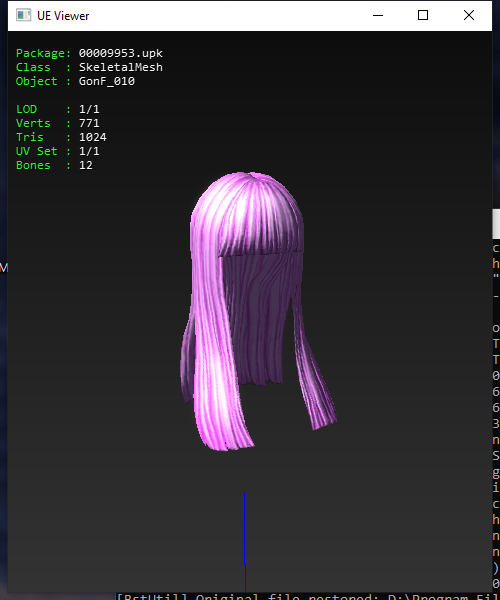 UE Viewer
Package: 00009953.upk
Class  : SkeletalMesh
Object : GonF_010
LOD    : 1/1
Verts  : 771
Tris   : 1024
UV Set : 1/1
Bones  : 12
[BstUtil] Original file restored: D:\Program Fil